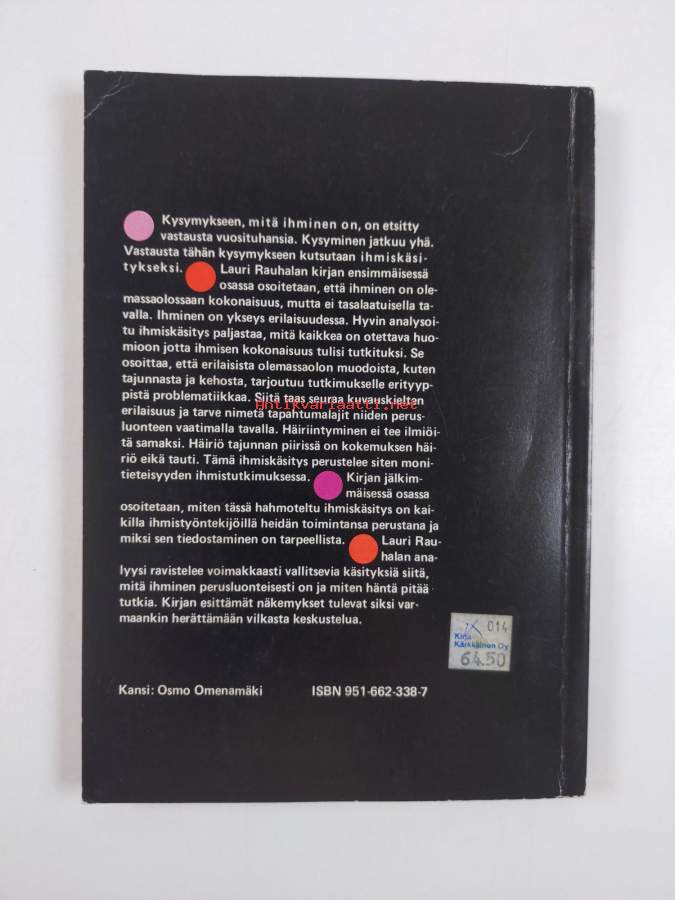 Kysymykseen, mitä ihminen on, on etsitty
vastausta vuosituhansia. Kysyminen jatkuu yhä.
Vastausta tähän kysymykseen kutsutaan ihmiskäsi-
tykseksi. Lauri Rauhalan kirjan ensimmäisessä
osassa osoitetaan, että ihminen on ole-
massaolossaan kokonaisuus, mutta ei tasalaatuisella ta-
valla. Ihminen on ykseys erilaisuudessa. Hyvin analysoi-
tu ihmiskäsitys paljastaa, mitä kaikkea on otettava huo-
mioon jotta ihmisen kokonaisuus tulisi tutkituksi. Se
osoittaa, että erilaisista olemassaolon muodoista, kuten
tajunnasta ja kehosta, tarjoutuu tutkimukselle erityyp-
pistä problematiikkaa. Siitä taas seuraa kuvauskielten
Antikvariaatti.net
erilaisuus ja tarve nimetä tapahtumalajit niiden perus-
luonteen vaatimalla tavalla. Häiriintyminen ei tee ilmiöi-
tä samaksi. Häiriö tajunnan piirissä on kokemuksen häi-
riö eikä tauti. Tämä ihmiskäsitys perustelee siten moni-
tieteisyyden ihmistutkimuksessa. Kirjan jälkim-
mäisessä osassa
osoitetaan, miten tässä hahmoteltu ihmiskäsitys on kai-
killa ihmistyöntekijöillä heidän toimintansa perustana ja
miksi sen tiedostaminen on tarpeellista. Lauri Rau-
halan ana-
lyysi ravistelee voimakkaasti vallitsevia käsityksiä siitä,
mitä ihminen perusluonteisesti on ja miten häntä pitää
tutkia. Kirjan esittämät näkemykset tulevat siksi var-
maankin herättämään vilkasta keskustelua.
014
Kirja
Kärkkäinen Oy
64.50
Kansi: Osmo Omenamäki ISBN 951-662-338-7